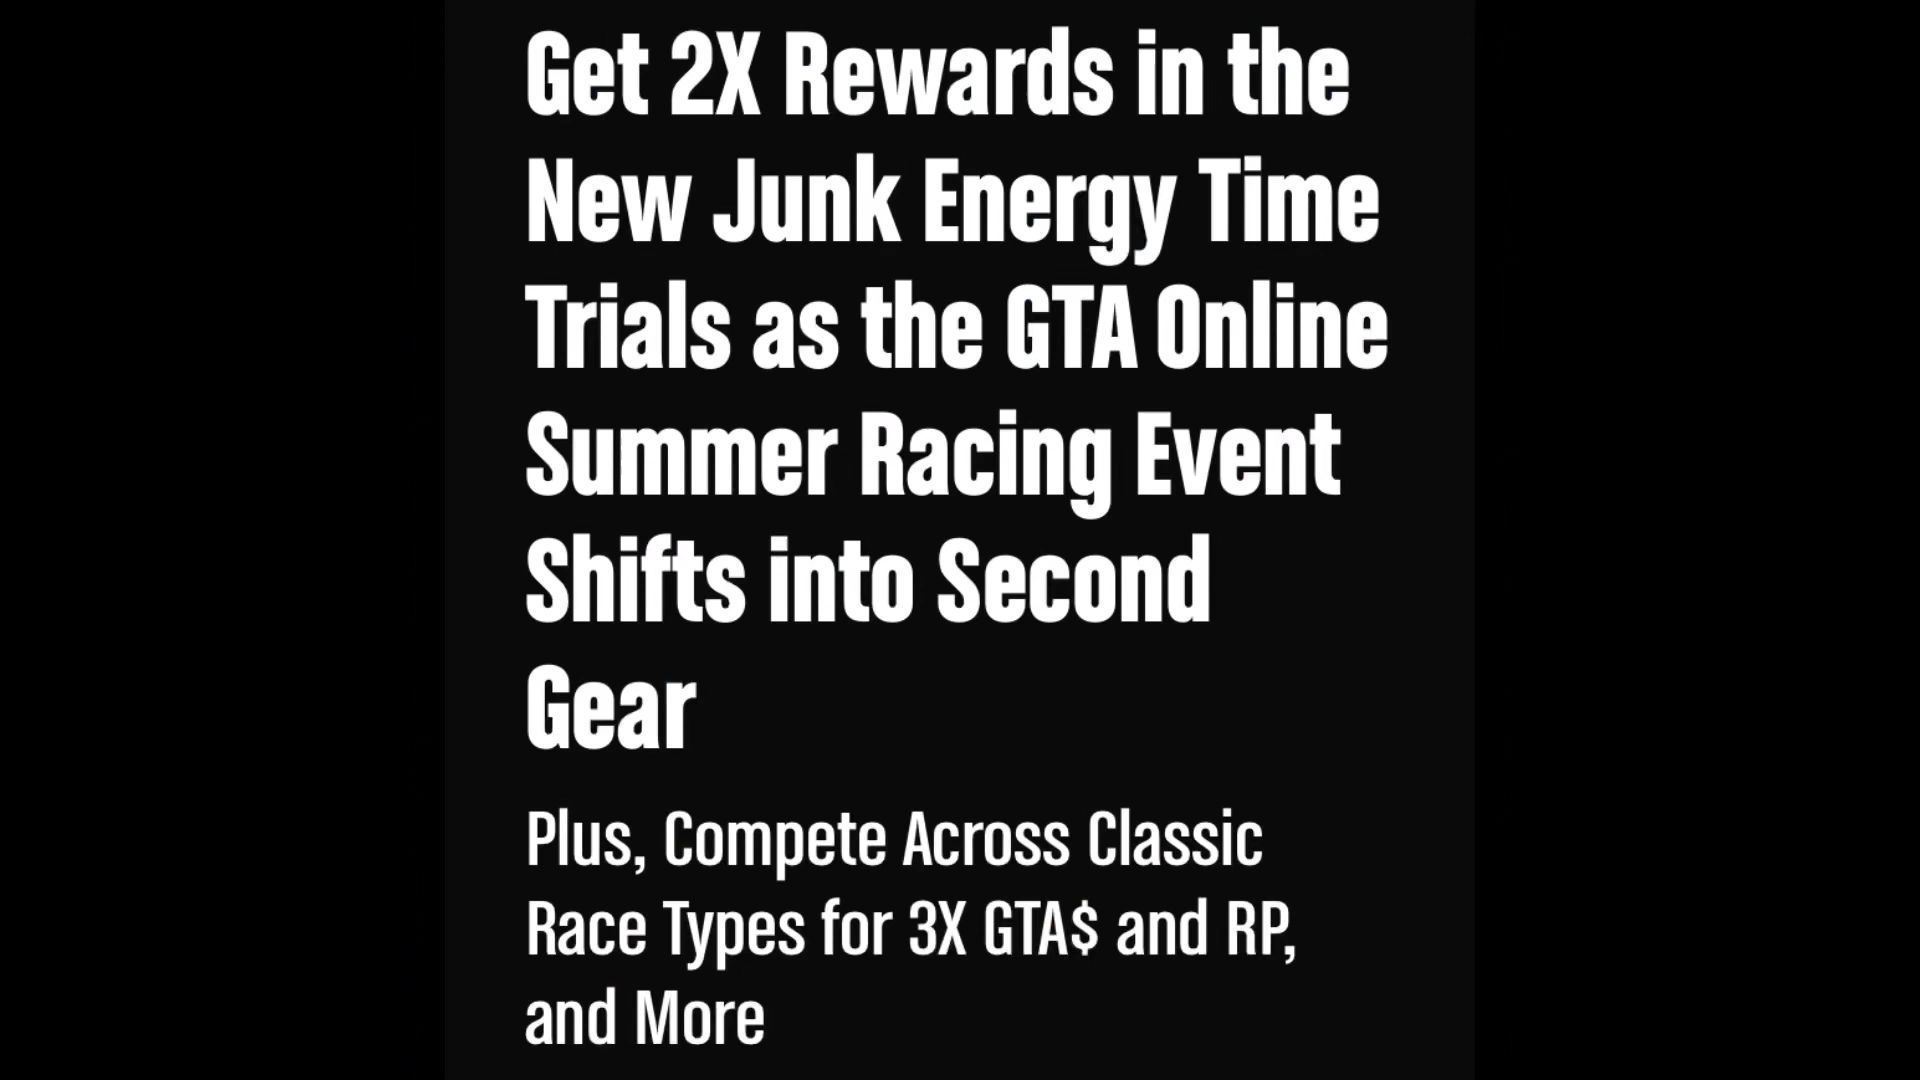 Get 2X Rewards in the
New Junk Energy Time
Trials as the GTA Online
Summer Racing Event
Shifts into Second
Gear
Plus, Compete Across Classic
Race Types for 3X GTA$ and RP,
and More